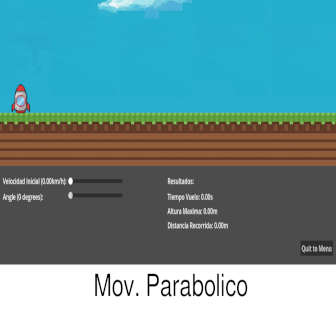 Velocidad Inicial (0.00km/h):
Angle (0 degrees):
Resultados:
Tiempo Vuelo: 0.00s
Altura Maxima: 0.00m
Distancia Recorrida: 0.00m
Quit to Menu
Mov. Parabolico